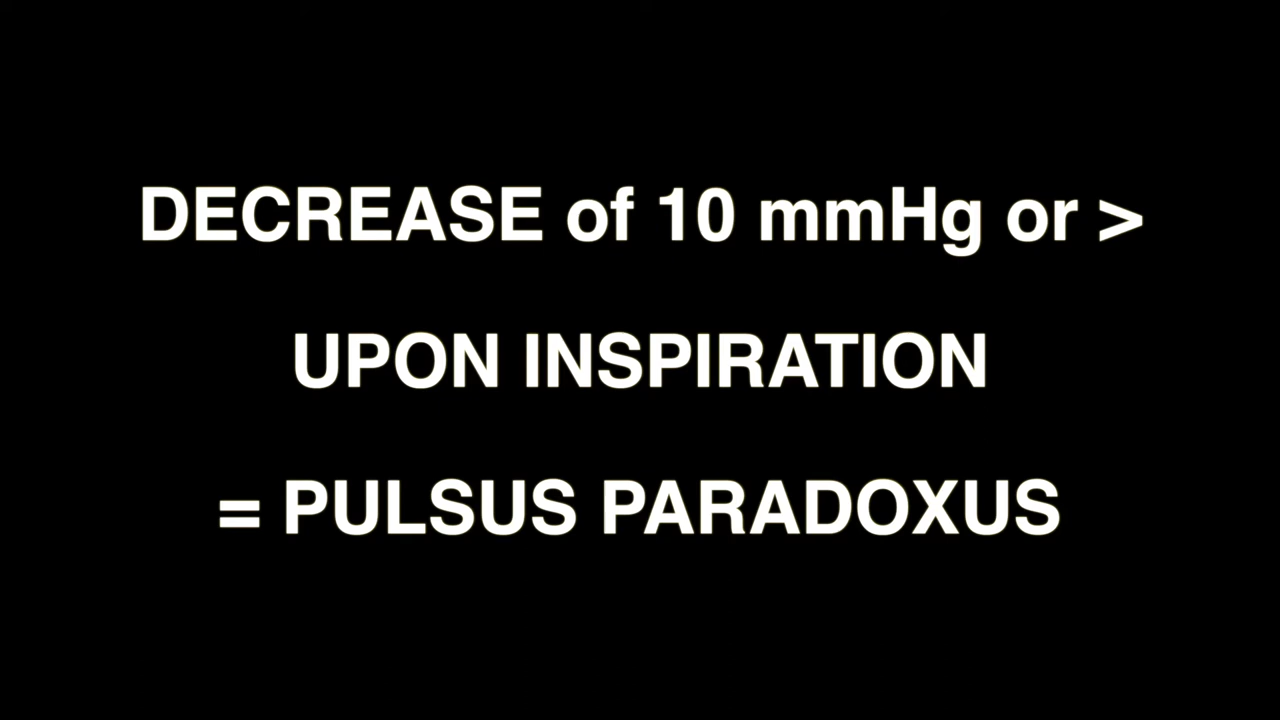 DECREASE of 10 mmHg or >
UPON INSPIRATION
= PULSUS PARADOXUS